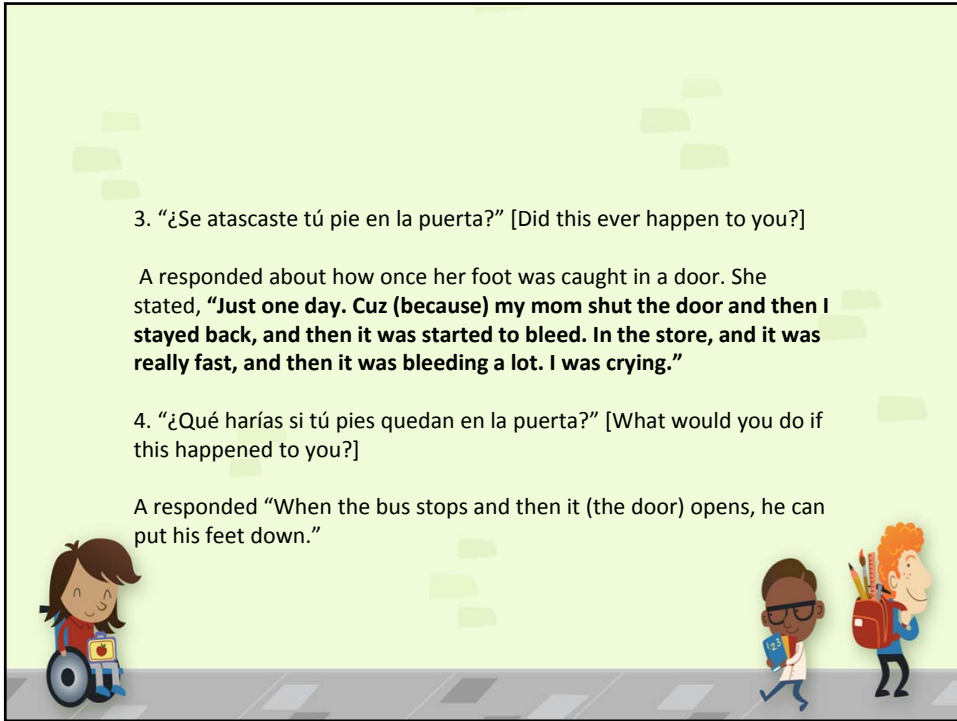 3. “¿Se atascaste tú pie en la puerta?” [Did this ever happen to you?]
A responded about how once her foot was caught in a door. She
stated, “Just one day. Cuz (because) my mom shut the door and then I
stayed back, and then it was started to bleed. In the store, and it was
really fast, and then it was bleeding a lot. I was crying.”
4. “¿Qué harías si tú pies quedan en la puerta?” [What would you do if
this happened to you?]
A responded “When the bus stops and then it (the door) opens, he can
put his feet down.”
123